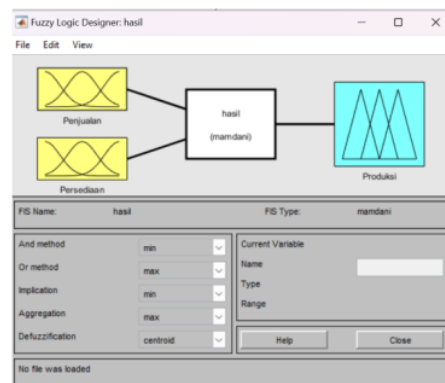 Fuzzy Logic Designer: hasil
File Edit View
Penjualan
Persediaan
hasil
(mamdani)
Produksi
FIS Name: hasil FIS Type: mamdani
And method min
Or method max
Implication min
Aggregation max
Defuzzification centroid
Current Variable
Name
Type
Range
Help Close
No file was loaded